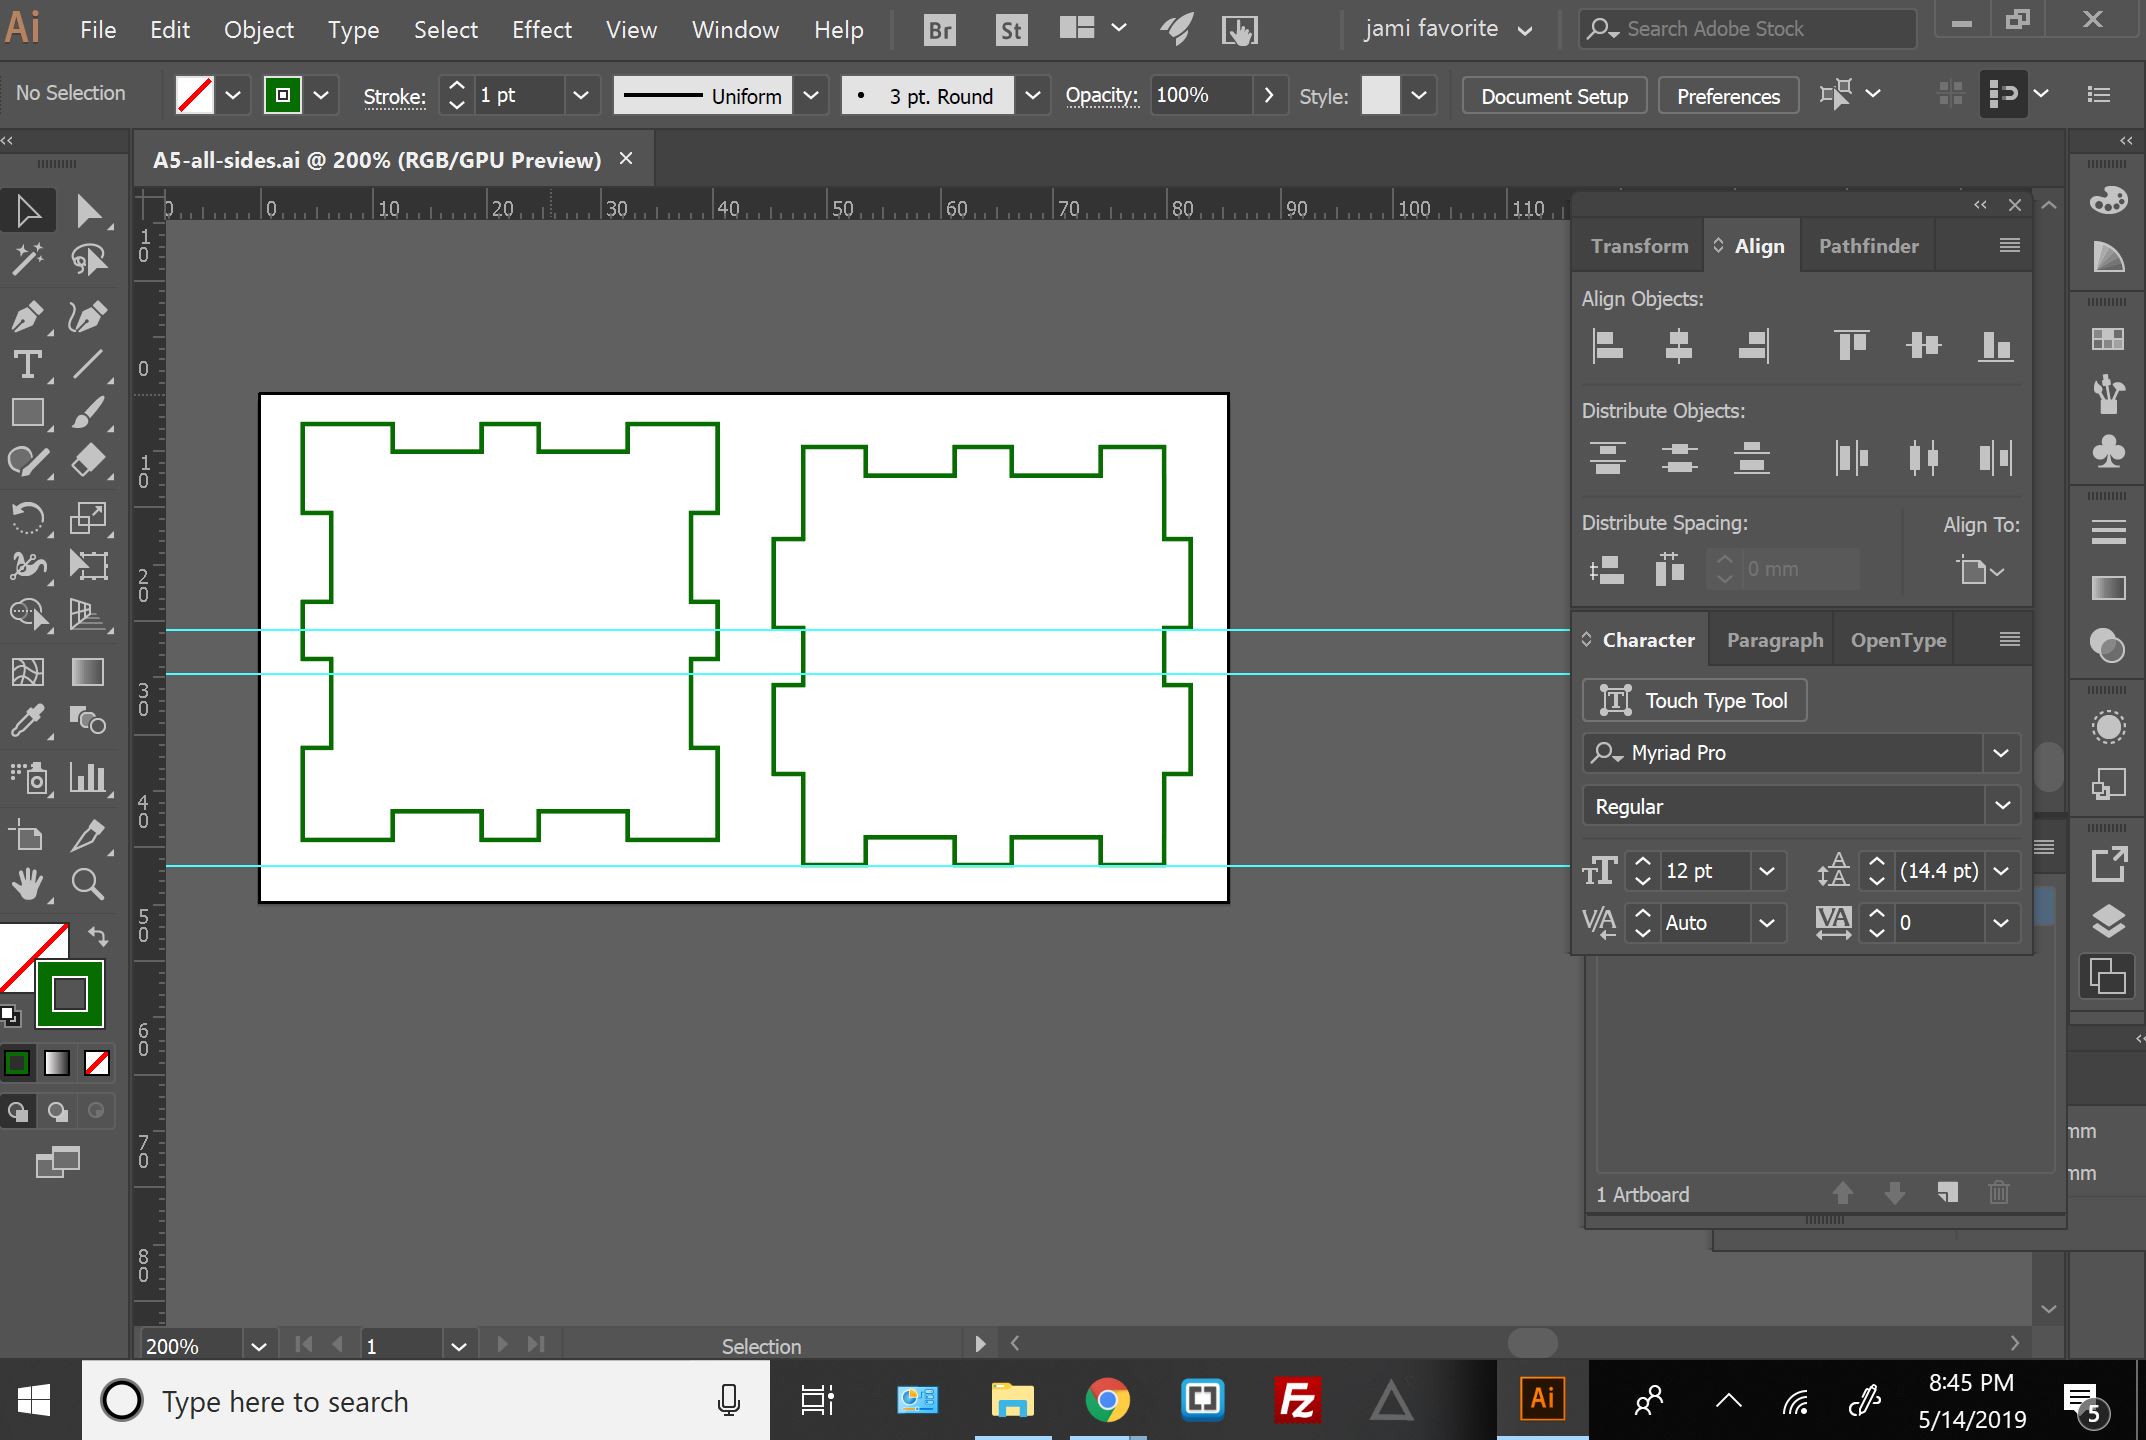 Ai File Edit Object Type Select Effect View Window Help Br St jami favorite Search Adobe Stock
No Selection Stroke: 1 pt Uniform 3 pt. Round Opacity: 100% Style: Document Setup Preferences
A5-all-sides.ai @ 200% (RGB/GPU Preview)
0 0 10 20 30 40 50 60 70 80 90 100 110
10
0
10
20
30
40
50
60
70
80
Transform Align Pathfinder
Align Objects:
Distribute Objects:
Distribute Spacing: Align To:
0 mm
Character Paragraph OpenType
Touch Type Tool
Myriad Pro
Regular
12 pt (14.4 pt)
Auto 0
mm
mm
1 Artboard
200% 1 Selection
Type here to search
Fz
Ai
8:45 PM
5/14/2019
5